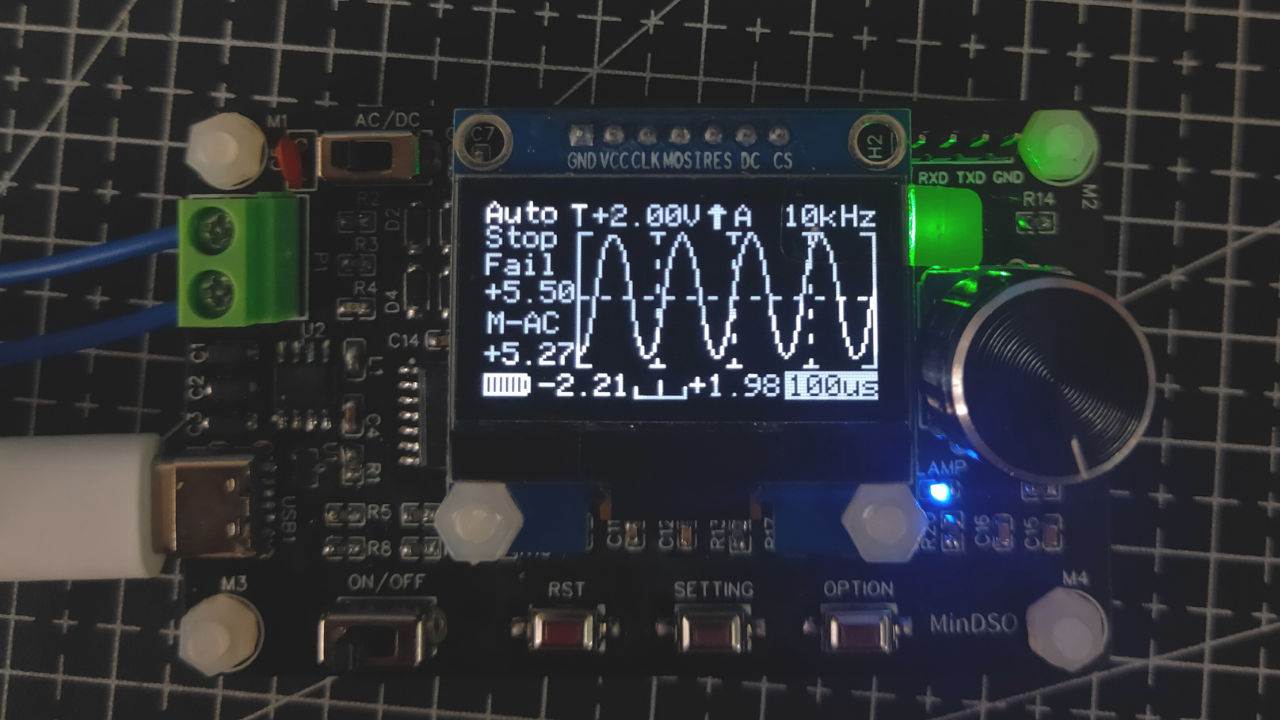 M1
AC/DC
C7
H2
GND VCC CLK MOSI RES DC CS
RXD TXD GND
M2
R2
D2
R14
R3
P1
R4
D4
Auto T+2.00V A 10kHz
Stop
Fail
+5.50
M-AC
+5.27
-2.21 +1.98 100us
U2
C14
C1
L1
C2
C3
C4
R1
USB1
LAMP
R5
R8
C12
R13
R17
C16
C15
M3
ON/OFF
RST
SETTING
OPTION
M4
MinDSO